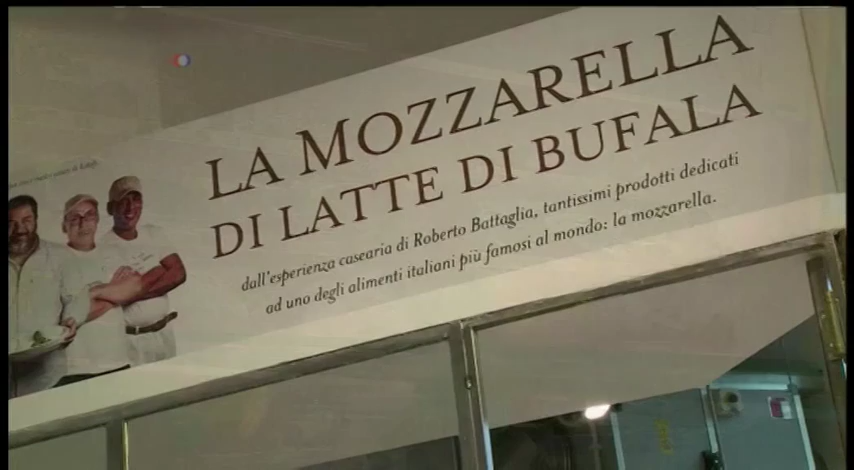 LA MOZZARELLA
DI LATTE DI BUFALA
dall'esperienza casearia di Roberto Battaglia, tantissimi prodotti dedicati
ad uno degli alimenti italiani più famosi al mondo: la mozzarella.